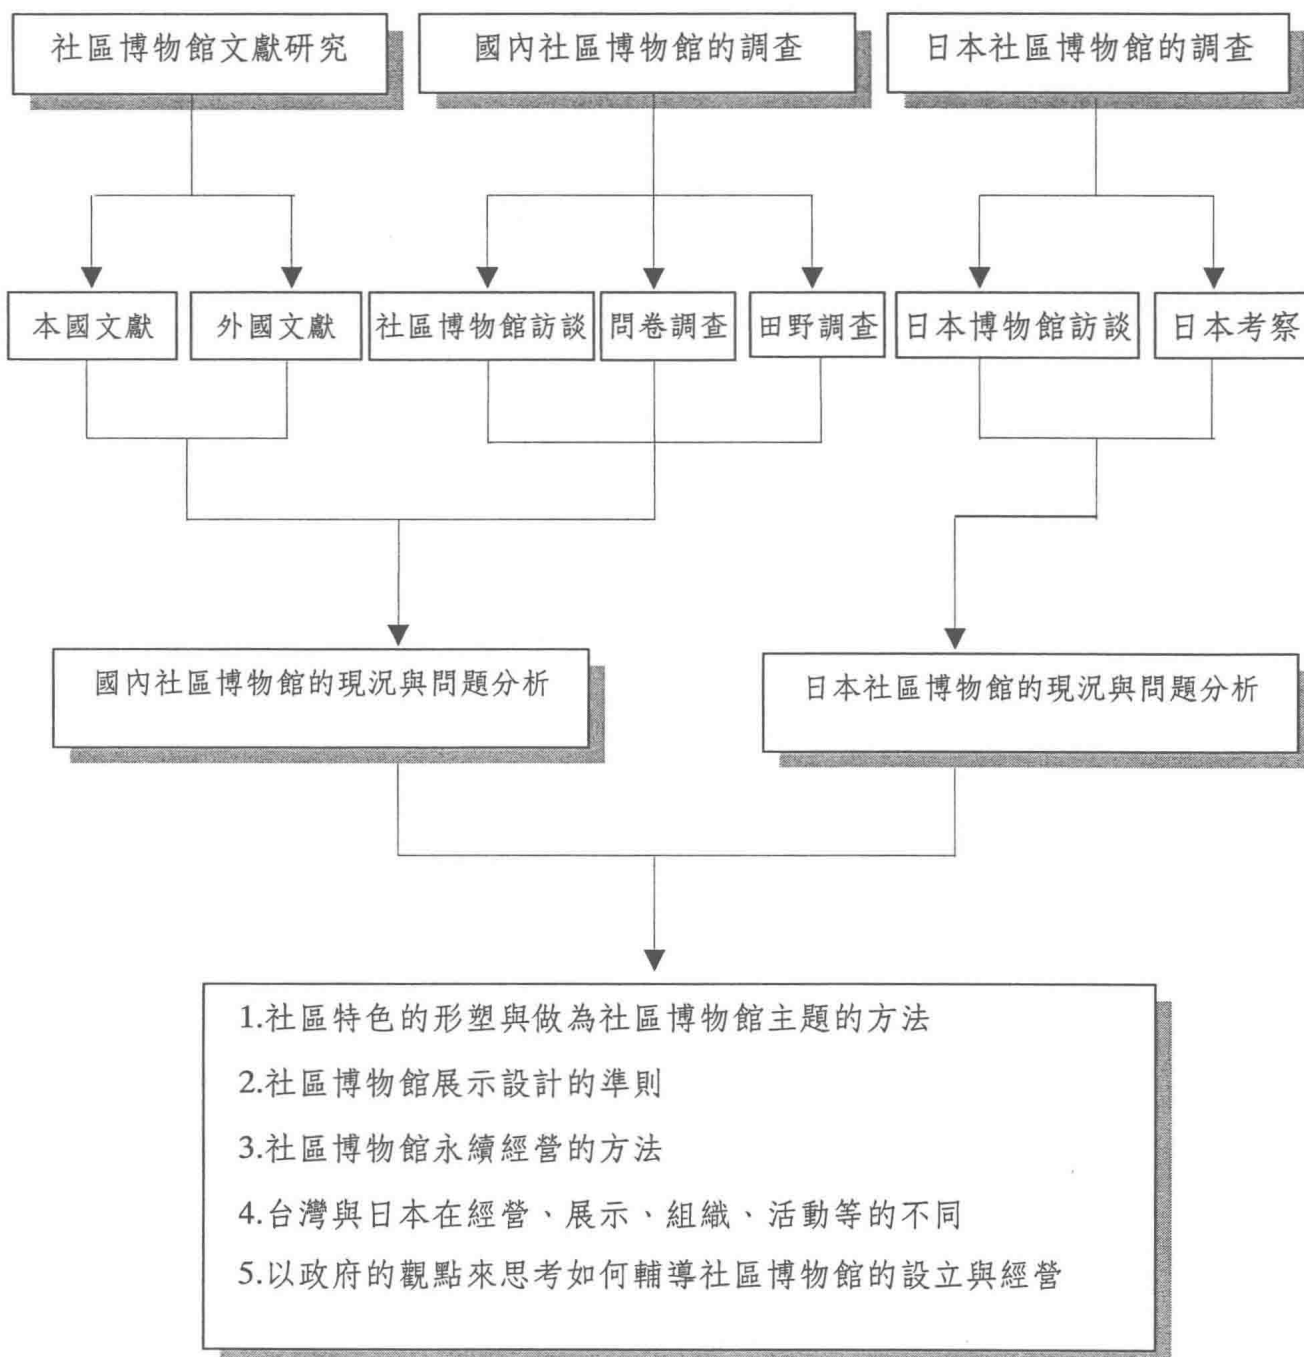 社區博物館文獻研究
國內社區博物館的調查
日本社區博物館的調查
本國文獻
外國文獻
社區博物館訪談
問卷調查
田野調查
日本博物館訪談
日本考察
國內社區博物館的現況與問題分析
日本社區博物館的現況與問題分析
1.社區特色的形塑與做為社區博物館主題的方法
2.社區博物館展示設計的準則
3.社區博物館永續經營的方法
4.台灣與日本在經營、展示、組織、活動等的不同
5.以政府的觀點來思考如何輔導社區博物館的設立與經營